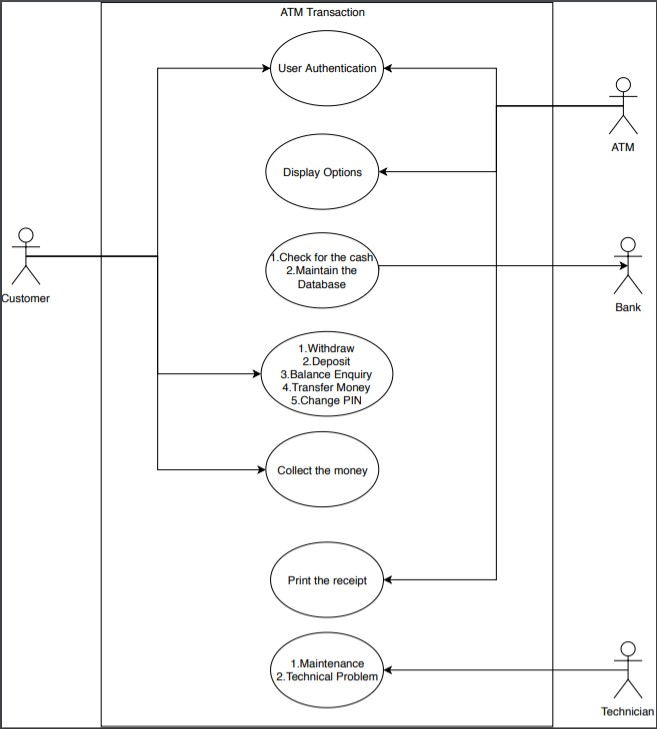 ATM Transaction
User Authentication
ATM
Display Options
1.Check for the cash
2.Maintain the
Database
Customer
Bank
1.Withdraw
2.Deposit
3.Balance Enquiry
4.Transfer Money
5.Change PIN
Collect the money
Print the receipt
1.Maintenance
2.Technical Problem
Technician